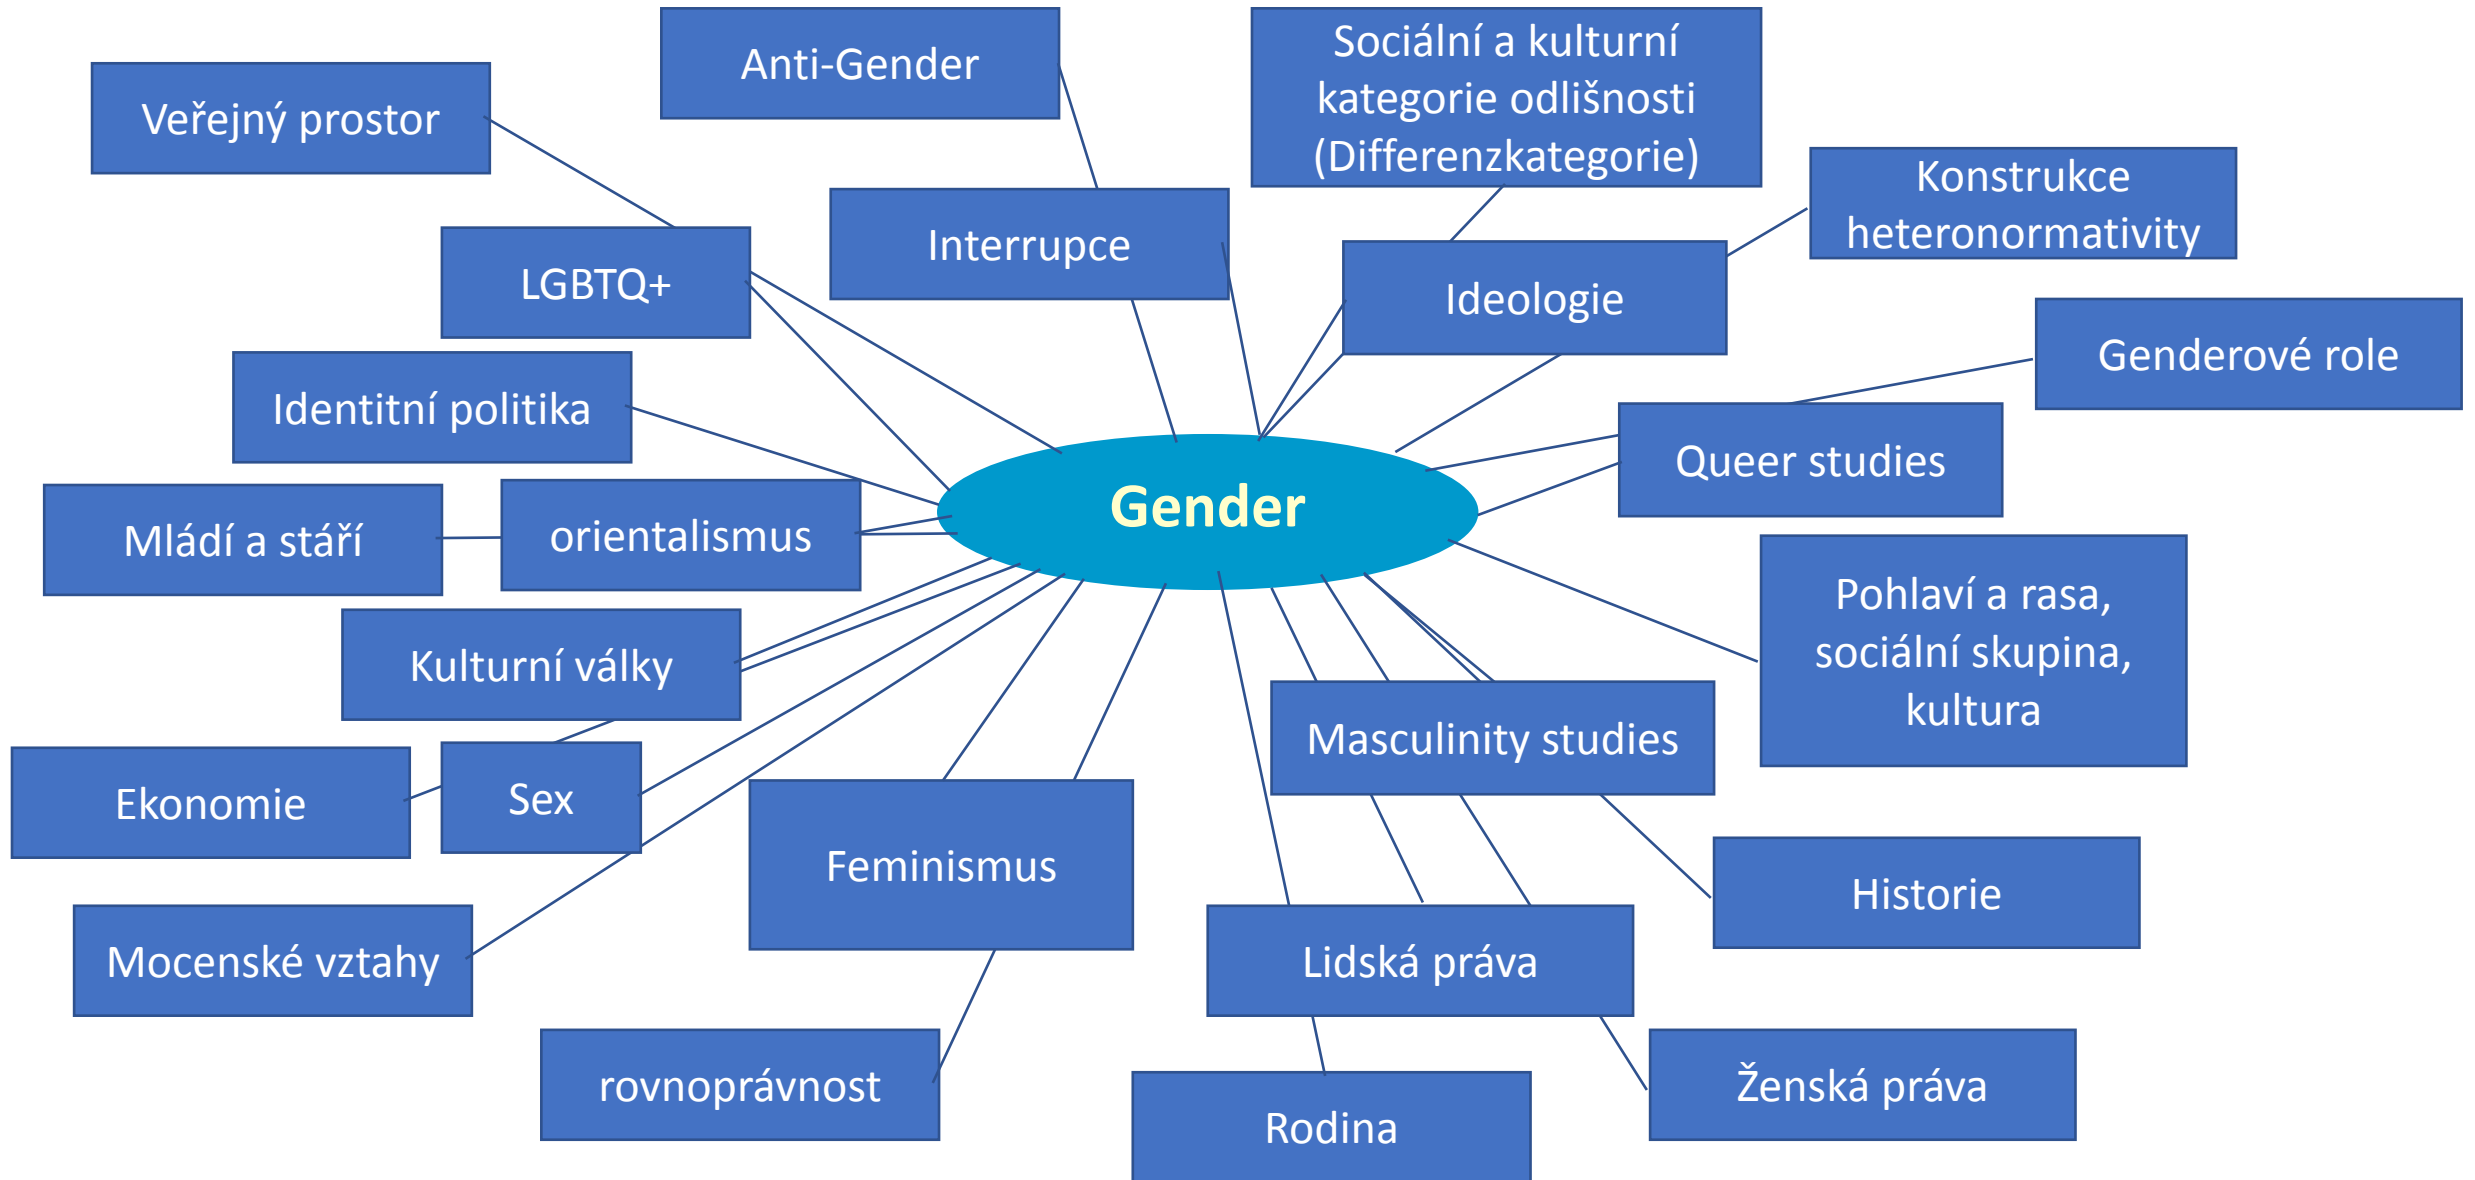 Anti-Gender
Sociální a kulturní
kategorie odlišnosti
(Differenzkategorie)
Veřejný prostor
Konstrukce
heteronormativity
Interrupce
LGBTQ+
Ideologie
Genderové role
Identitní politika
Queer studies
Gender
Mládí a stáří
orientalismus
Pohlaví a rasa,
sociální skupina,
kultura
Kulturní války
Masculinity studies
Ekonomie
Sex
Feminismus
Historie
Mocenské vztahy
Lidská práva
rovnoprávnost
Ženská práva
Rodina